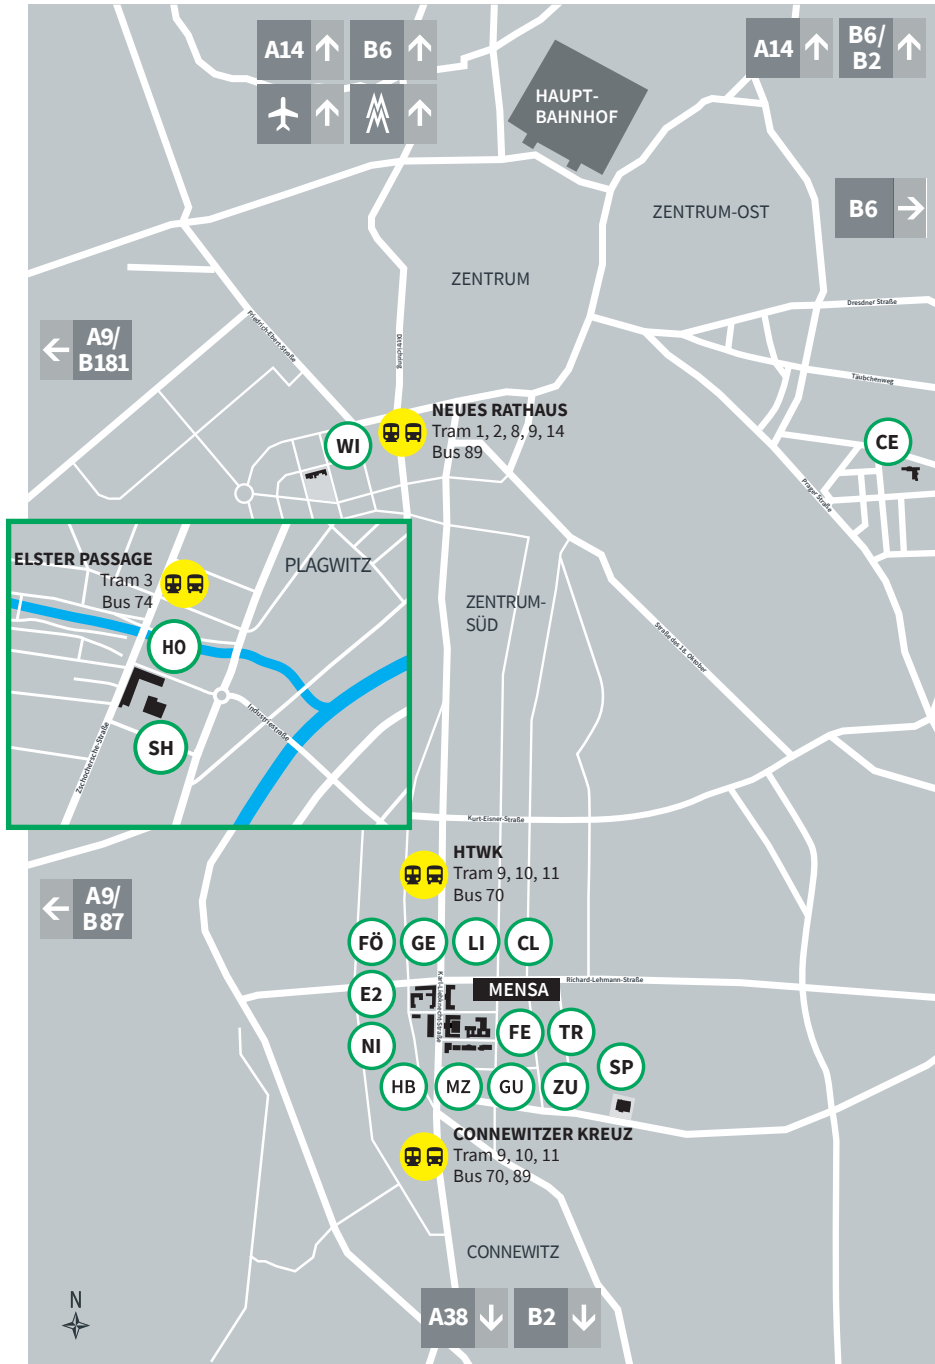 A14
B6
A14
B6/
B2
HAUPT-
BAHNHOF
B6
ZENTRUM-OST
ZENTRUM
Dresdner Straße
Friedrich-Ebert-Straße
Dittrichring
A9/
B181
Täubchenweg
NEUES RATHAUS
Tram 1, 2, 8, 9, 14
Bus 89
WI
CE
Prager Straße
ELSTER PASSAGE
Tram 3
Bus 74
PLAGWITZ
ZENTRUM-
SÜD
HO
Straße des 18. Oktober
Industriestraße
SH
Zschochersche-Straße
Kurt-Eisner-Straße
HTWK
Tram 9, 10, 11
Bus 70
A9/
B87
FÖ
GE
LI
CL
Richard-Lehmann-Straße
E2
MENSA
Karl-Liebknecht-Straße
NI
FE
TR
SP
HB
MZ
GU
ZU
CONNEWITZER KREUZ
Tram 9, 10, 11
Bus 70, 89
CONNEWITZ
N
A38
B2